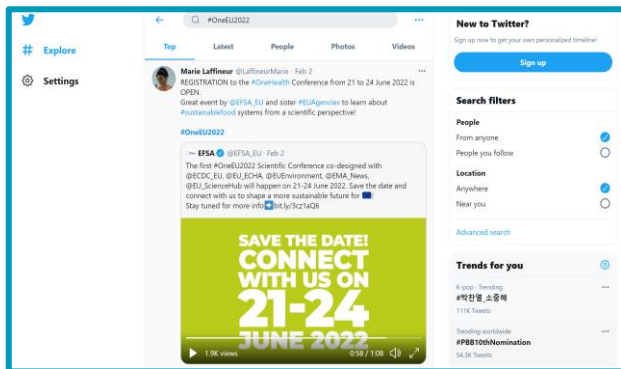 #OneEU2022
Explore
Settings
Top Latest People Photos Videos
Marie Laffineur @LaffineurMarie · Feb 2
REGISTRATION to the #OneHealth Conference from 21 to 24 June 2022 is
OPEN.
Great event by @EFSA_EU and sister #EUAgencies to learn about
#sustainablefood systems from a scientific perspective!
#OneEU2022
EFSA @EFSA_EU · Feb 2
The first #OneEU2022 Scientific Conference co-designed with
@ECDC_EU, @EU_ECHA, @EUEnvironment, @EMA_News,
@EU_ScienceHub will happen on 21-24 June 2022. Save the date and
connect with us to shape a more sustainable future for 🇪🇺!
Stay tuned for more info➡bit.ly/3cz1aQ6
SAVE THE DATE!
CONNECT
WITH US ON
21-24
JUNE 2022
1.9K views 0:58 / 1:08
New to Twitter?
Sign up now to get your own personalized timeline!
Sign up
Search filters
People
From anyone
People you follow
Location
Anywhere
Near you
Advanced search
Trends for you
K-pop · Trending
#박찬열_소중해
111K Tweets
Trending worldwide
#PBB10thNomination
54.3K Tweets